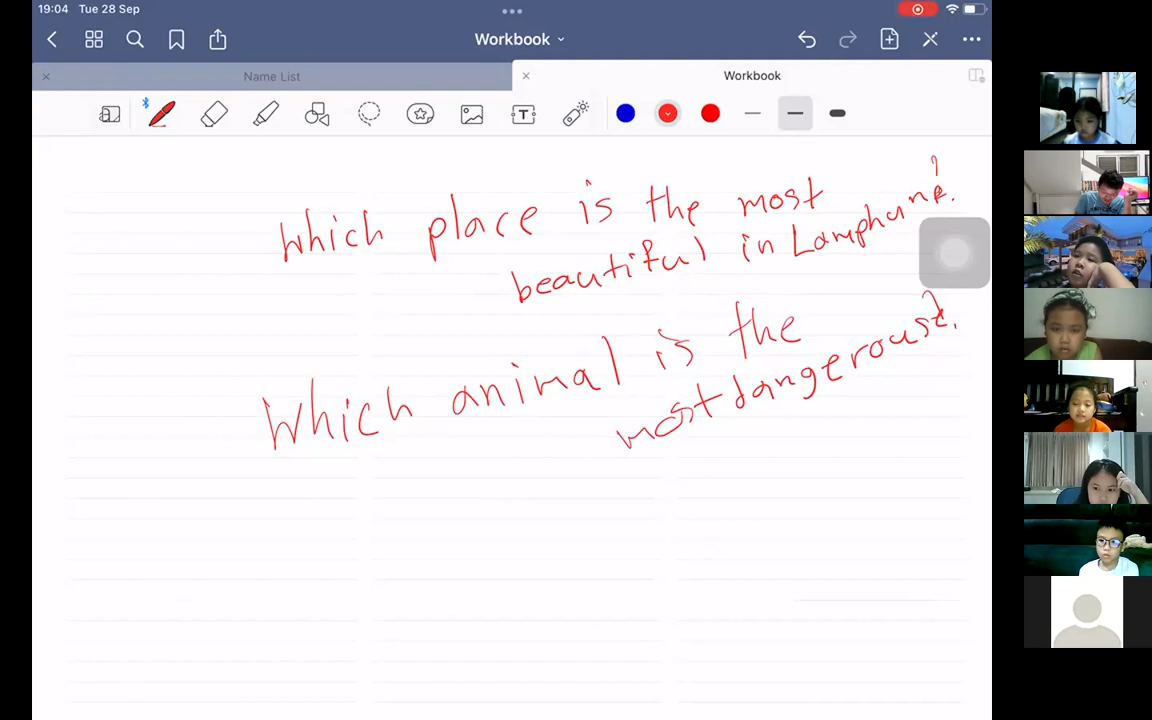 19:04 Tue 28 Sep
Workbook
Name List
Workbook
Which place is the most
beautiful in Lamphun?
Which animal is the
most dangerous?